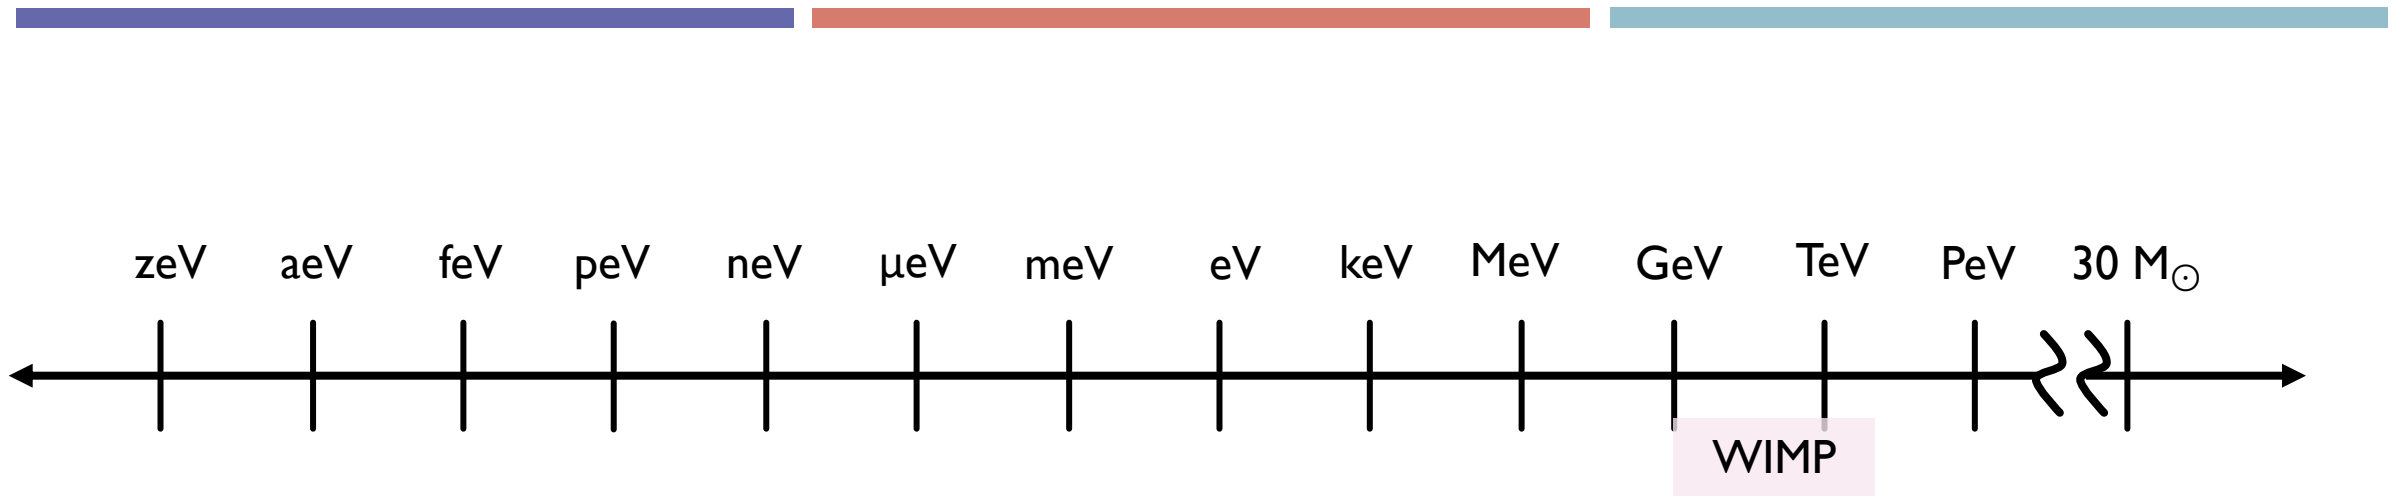 zeV aeV feV peV neV µeV meV eV keV MeV GeV TeV PeV 30 M☉
WIMP